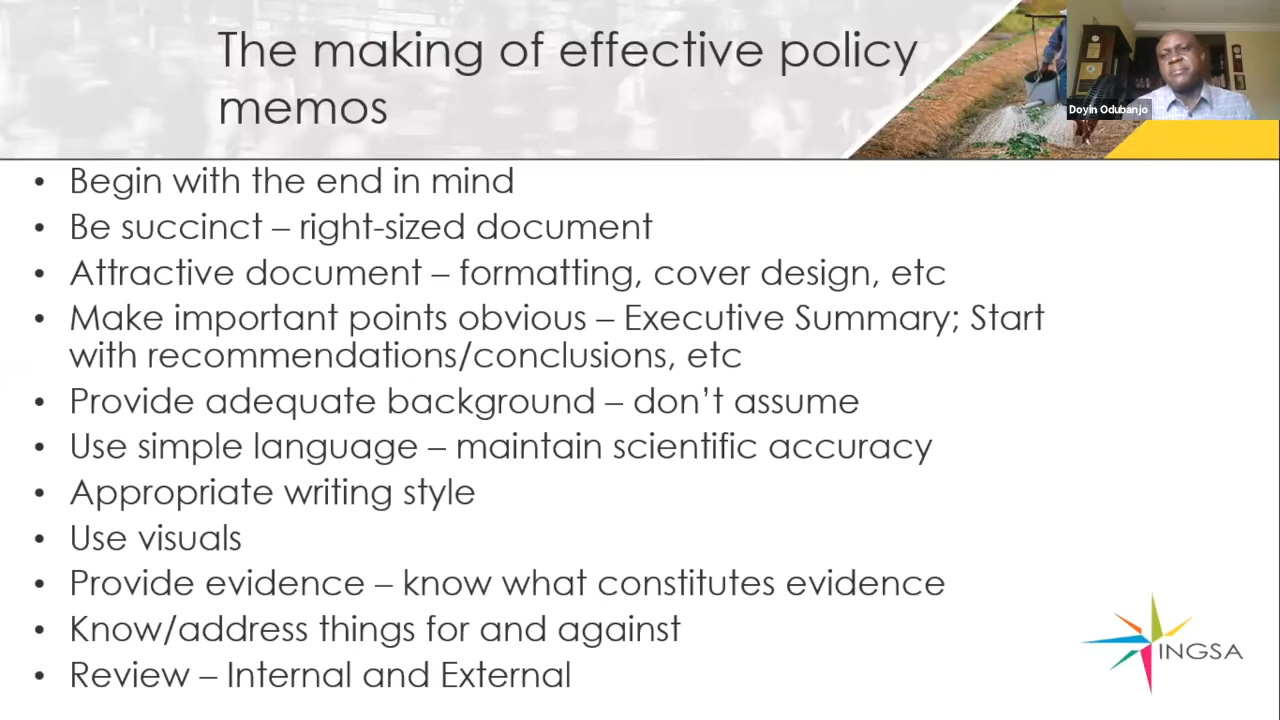 The making of effective policy
memos
Doyin Odubanjo
• Begin with the end in mind
• Be succinct – right-sized document
• Attractive document – formatting, cover design, etc
• Make important points obvious – Executive Summary; Start
with recommendations/conclusions, etc
• Provide adequate background – don’t assume
• Use simple language – maintain scientific accuracy
• Appropriate writing style
• Use visuals
• Provide evidence – know what constitutes evidence
• Know/address things for and against
• Review – Internal and External
INGSA